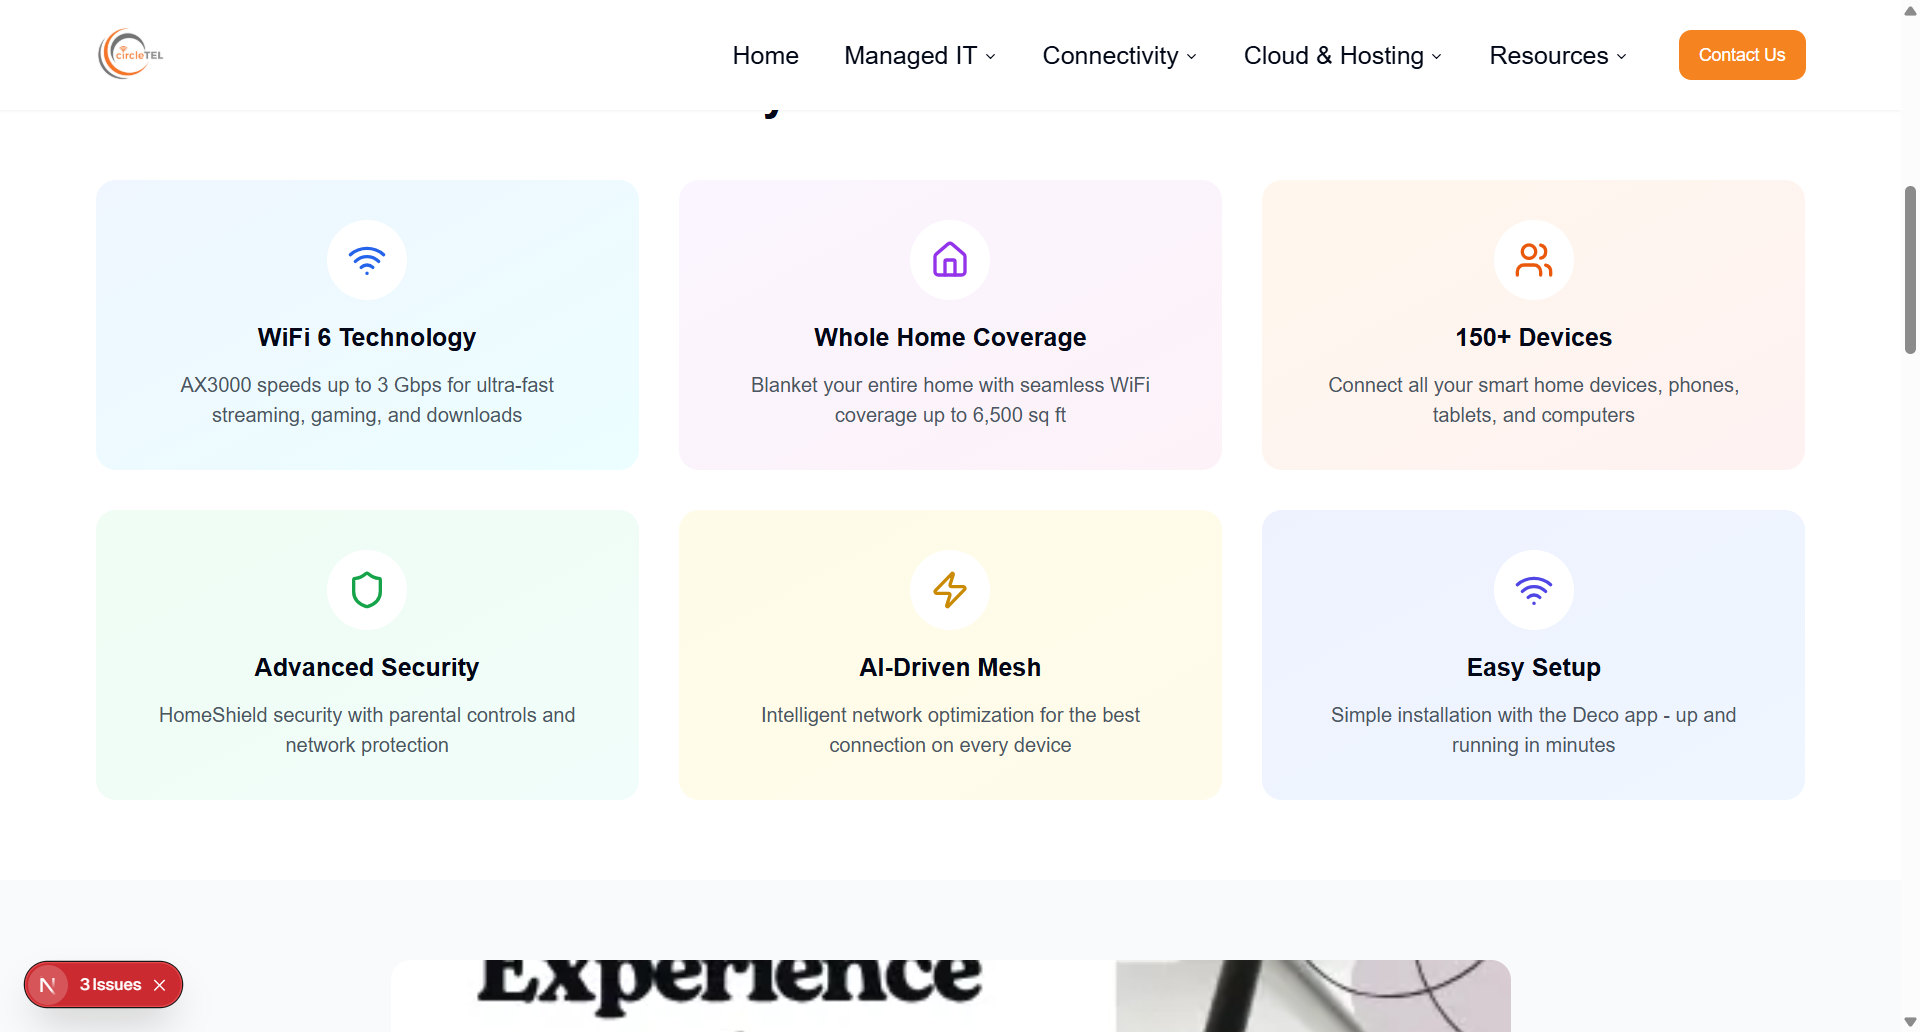 circleTEL
Home Managed IT Connectivity Cloud & Hosting Resources Contact Us
WiFi 6 Technology
AX3000 speeds up to 3 Gbps for ultra-fast
streaming, gaming, and downloads
Whole Home Coverage
Blanket your entire home with seamless WiFi
coverage up to 6,500 sq ft
150+ Devices
Connect all your smart home devices, phones,
tablets, and computers
Advanced Security
HomeShield security with parental controls and
network protection
AI-Driven Mesh
Intelligent network optimization for the best
connection on every device
Easy Setup
Simple installation with the Deco app - up and
running in minutes
Experience
N 3 Issues